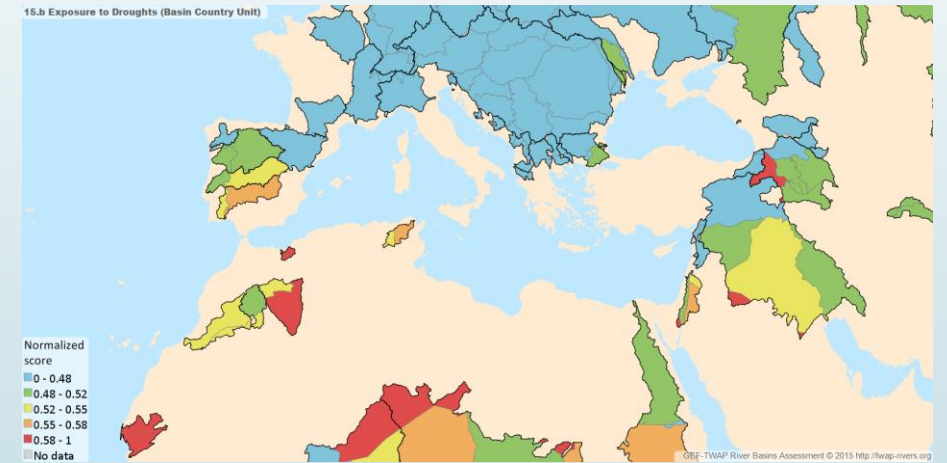 15.b Exposure to Droughts (Basin Country Unit)
Normalized
score
0 - 0.48
0.48 - 0.52
0.52 - 0.55
0.55 - 0.58
0.58 - 1
No data
GEF-TWAP River Basins Assessment © 2015 http://twap-rivers.org